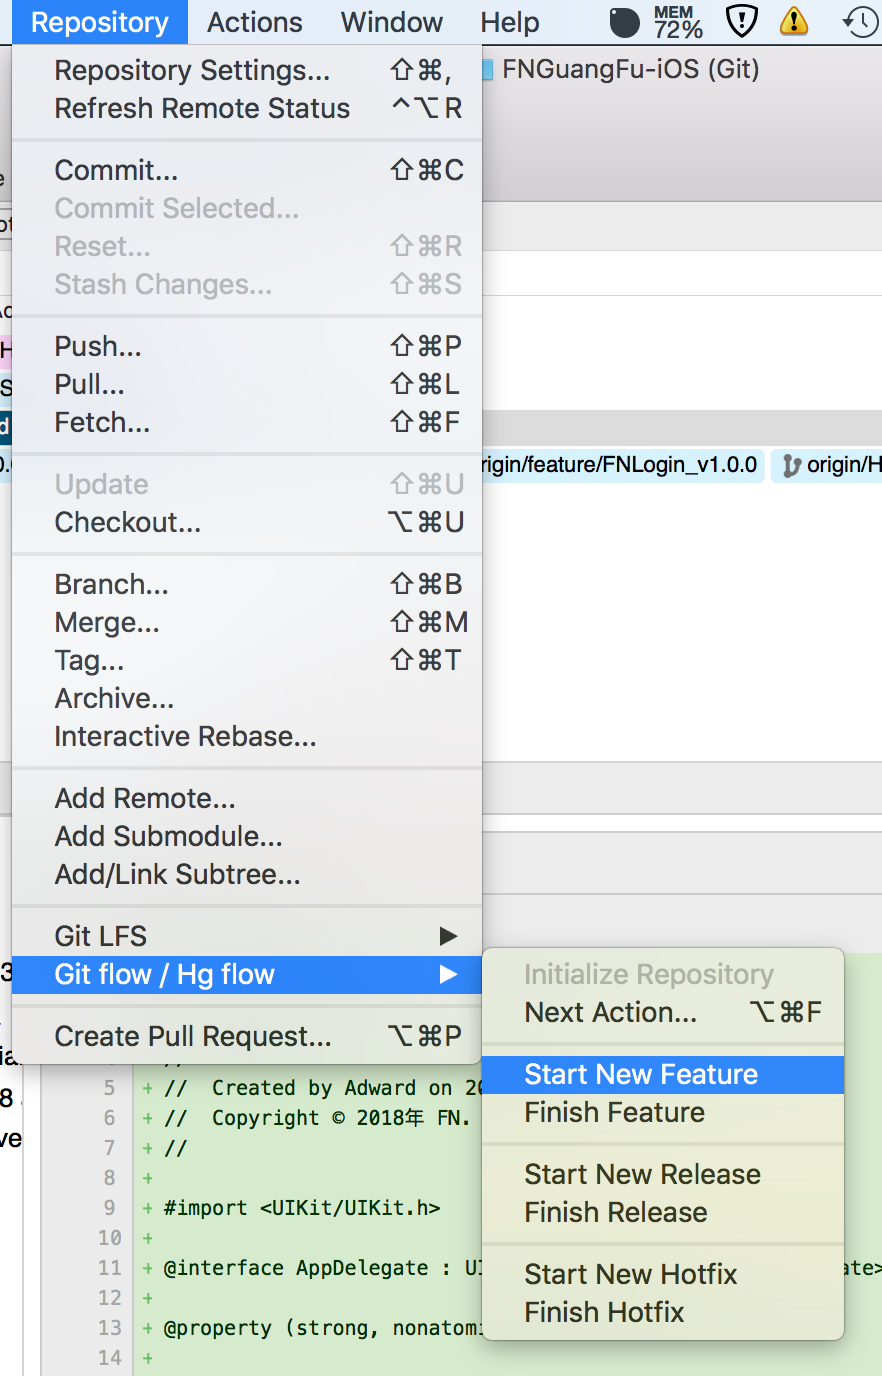 Repository Actions Window Help MEM 72%
FNGuangFu-iOS (Git)
Repository Settings... ⇧⌘,
Refresh Remote Status ^⌥R
Commit... ⇧⌘C
Commit Selected...
Reset... ⇧⌘R
Stash Changes... ⇧⌘S
Push... ⇧⌘P
Pull... ⇧⌘L
Fetch... ⇧⌘F
rigin/feature/FNLogin_v1.0.0 origin/H
Update ⇧⌘U
Checkout... ⌥⌘U
Branch... ⇧⌘B
Merge... ⇧⌘M
Tag... ⇧⌘T
Archive...
Interactive Rebase...
Add Remote...
Add Submodule...
Add/Link Subtree...
Git LFS ▶
Git flow / Hg flow ▶
Create Pull Request... ⌥⌘P
Initialize Repository
Next Action... ⌥⌘F
Start New Feature
Finish Feature
Start New Release
Finish Release
Start New Hotfix
Finish Hotfix
5 + // Created by Adward on 20
6 + // Copyright © 2018年 FN.
7 + //
8 +
9 + #import <UIKit/UIKit.h>
10 +
11 + @interface AppDelegate : UI ate>
12 +
13 + @property (strong, nonatomi
14 +